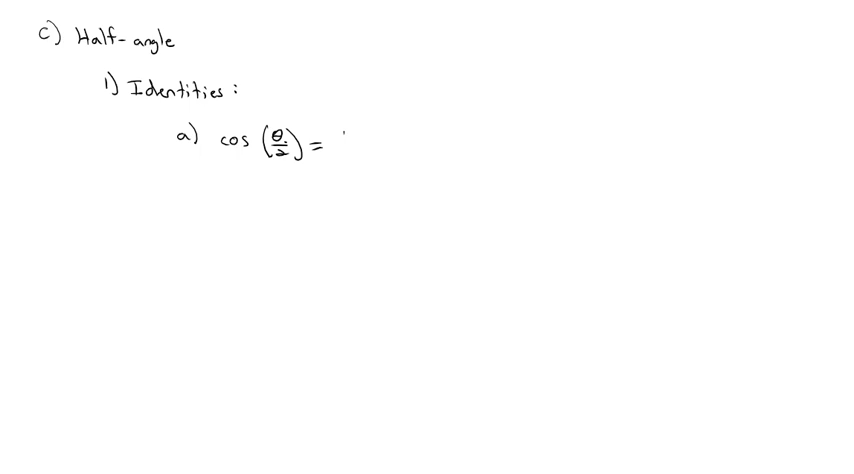 c) Half-angle
1) Identities:
a) cos (θ/2) =